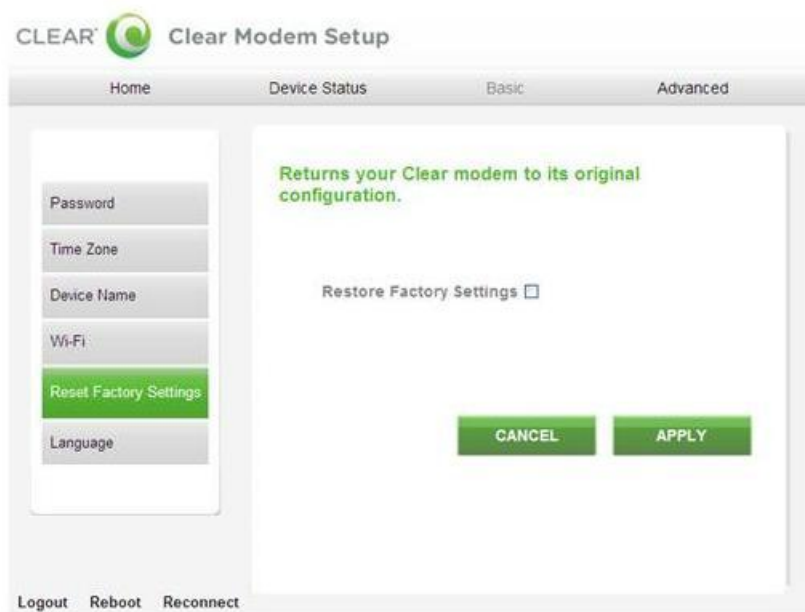 CLEAR Clear Modem Setup
Home Device Status Basic Advanced
Password
Time Zone
Device Name
Wi-Fi
Reset Factory Settings
Language
Returns your Clear modem to its original
configuration.
Restore Factory Settings
CANCEL APPLY
Logout Reboot Reconnect